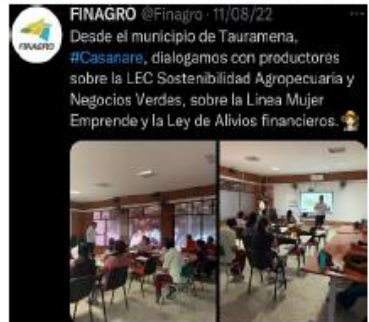 FINAGRO @Finagro · 11/08/22
FINAGRO
Desde el municipio de Tauramena,
#Casanare, dialogamos con productores
sobre la LEC Sostenibilidad Agropecuaria y
Negocios Verdes, sobre la Linea Mujer
Emprende y la Ley de Alivios financieros.